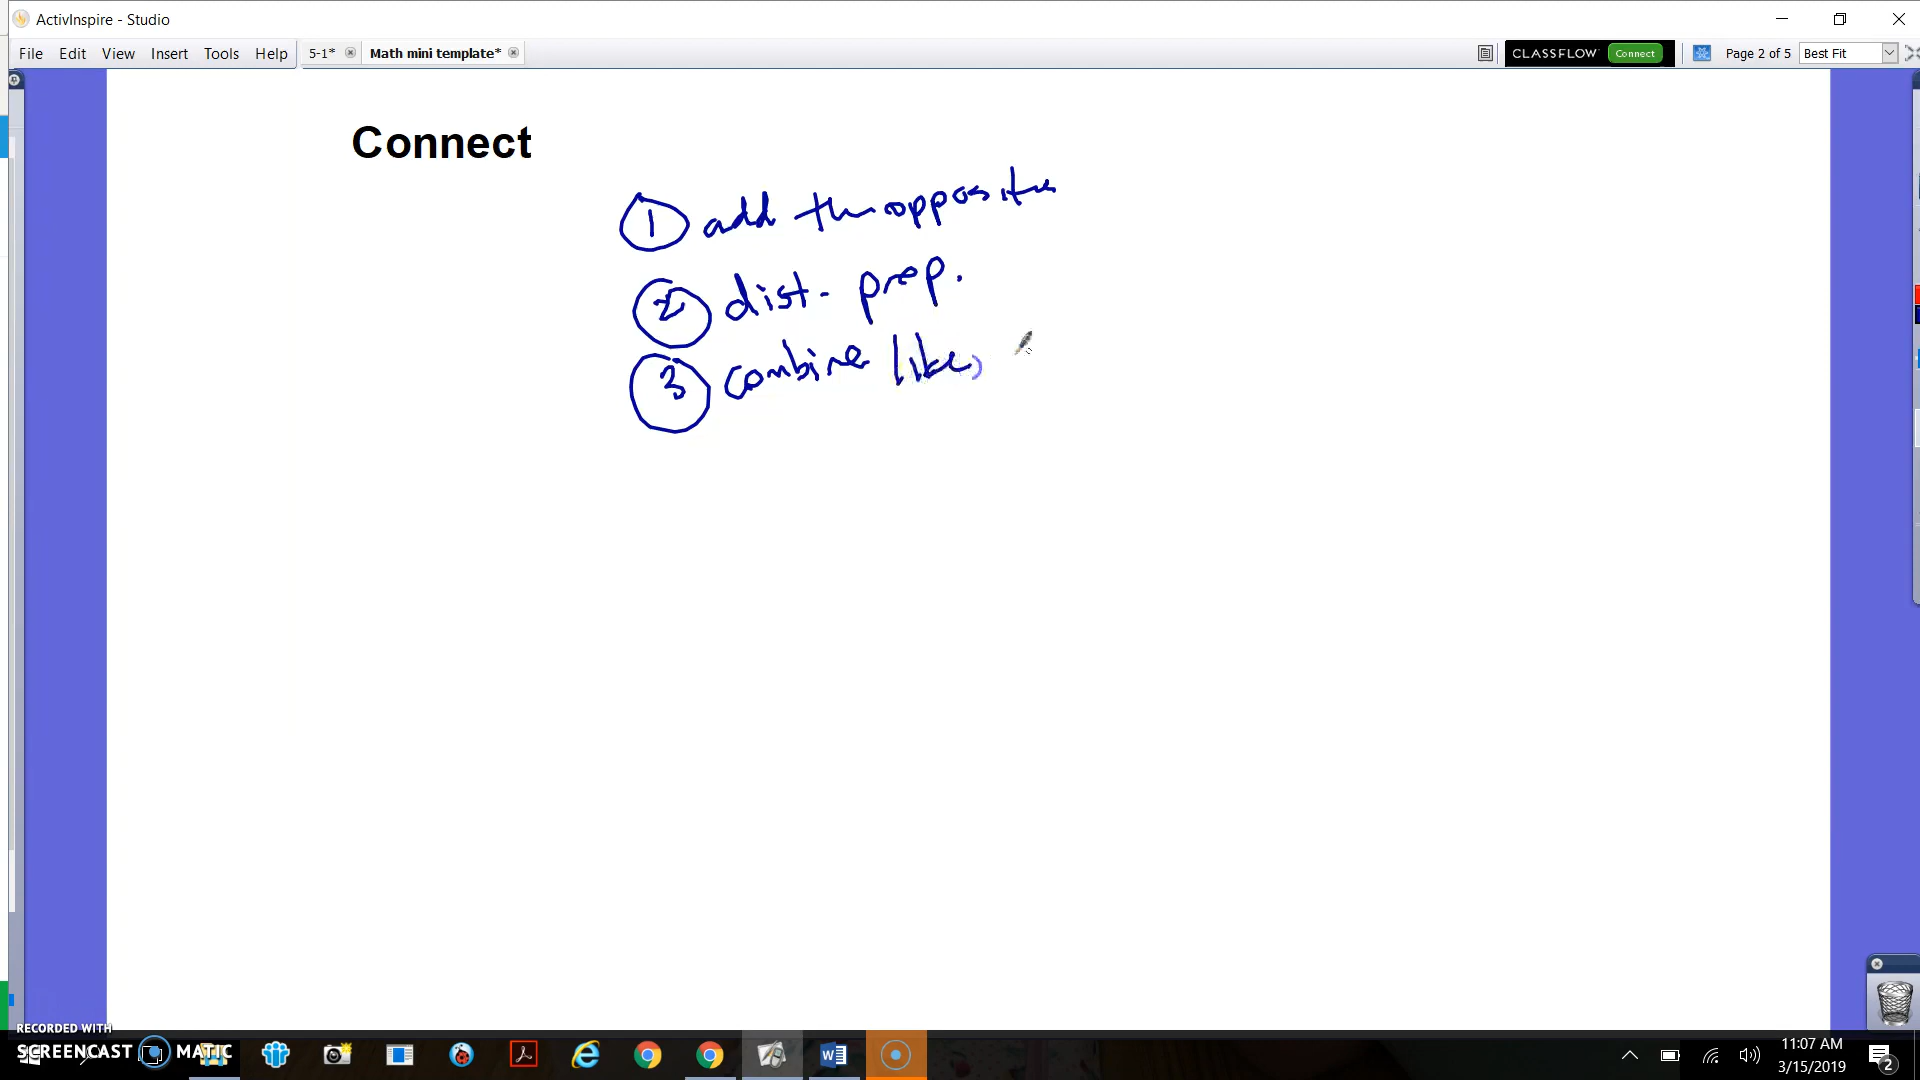 ActivInspire - Studio
File Edit View Insert Tools Help 5-1* Math mini template* CLASSFLOW Connect Page 2 of 5 Best Fit
Connect
1 add the opposite
2 dist. prop.
3 combine like
RECORDED WITH
SCREENCAST MATIC
11:07 AM
3/15/2019
2